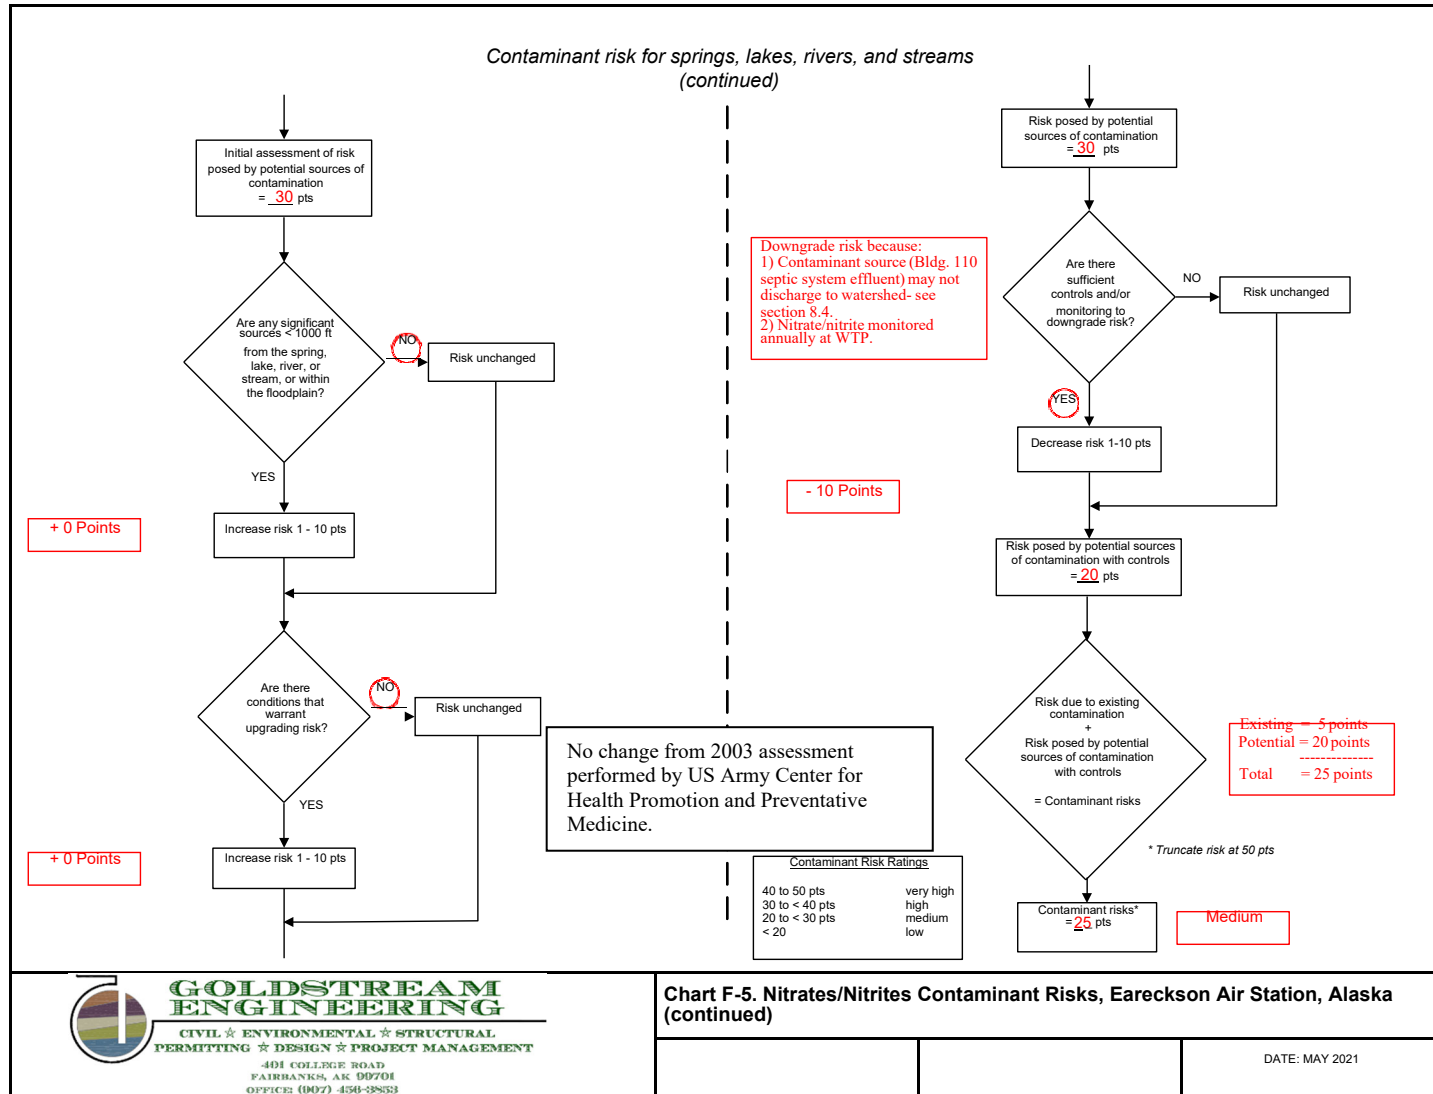 Contaminant risk for springs, lakes, rivers, and streams
(continued)
Initial assessment of risk
posed by potential sources of
contamination
= 30 pts
Are any significant
sources < 1000 ft
from the spring,
lake, river, or
stream, or within
the floodplain?
NO
Risk unchanged
YES
+ 0 Points
Increase risk 1 - 10 pts
Are there
conditions that
warrant
upgrading risk?
NO
Risk unchanged
YES
+ 0 Points
Increase risk 1 - 10 pts
No change from 2003 assessment
performed by US Army Center for
Health Promotion and Preventative
Medicine.
Risk posed by potential
sources of contamination
= 30 pts
Downgrade risk because:
1) Contaminant source (Bldg. 110
septic system effluent) may not
discharge to watershed- see
section 8.4.
2) Nitrate/nitrite monitored
annually at WTP.
Are there
sufficient
controls and/or
monitoring to
downgrade risk?
NO
Risk unchanged
YES
Decrease risk 1-10 pts
- 10 Points
Risk posed by potential sources
of contamination with controls
= 20 pts
Risk due to existing
contamination
+
Risk posed by potential
sources of contamination
with controls
= Contaminant risks
Existing = 5 points
Potential = 20 points
--------------
Total = 25 points
* Truncate risk at 50 pts
Contaminant Risk Ratings
40 to 50 pts very high
30 to < 40 pts high
20 to < 30 pts medium
< 20 low
Contaminant risks*
= 25 pts
Medium
GOLDSTREAM
ENGINEERING
CIVIL ☆ ENVIRONMENTAL ☆ STRUCTURAL
PERMITTING ☆ DESIGN ☆ PROJECT MANAGEMENT
401 COLLEGE ROAD
FAIRBANKS, AK 99701
OFFICE: (907) 456-3853
Chart F-5. Nitrates/Nitrites Contaminant Risks, Eareckson Air Station, Alaska
(continued)
DATE: MAY 2021